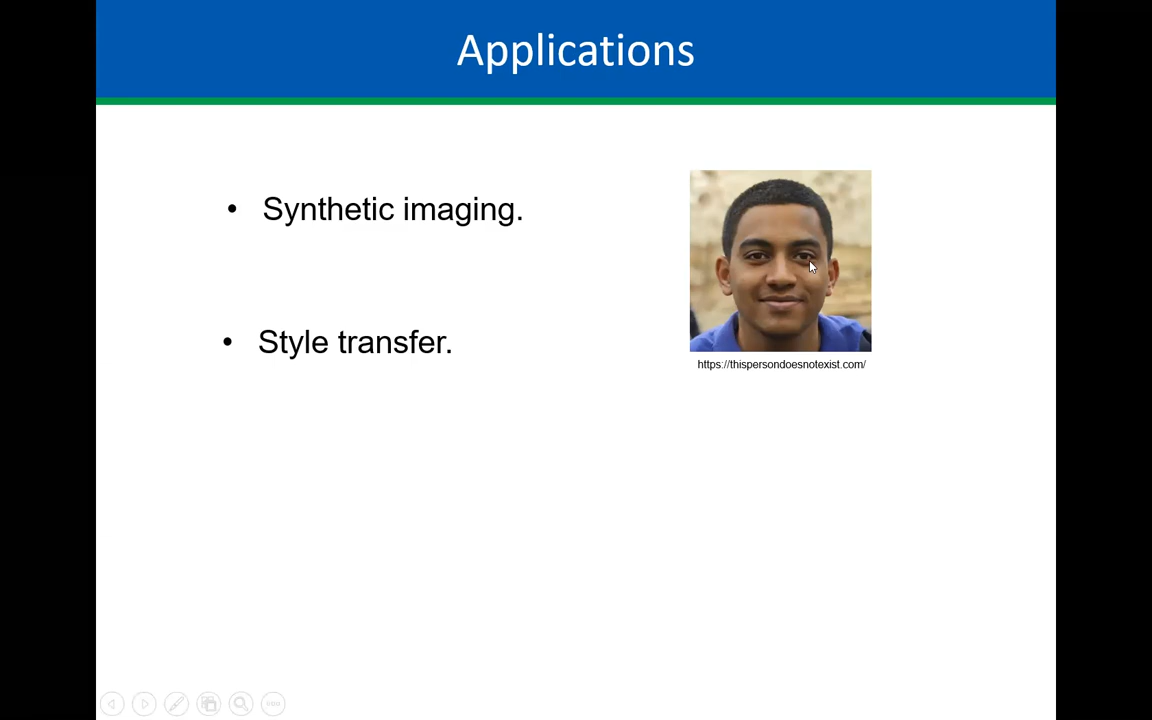 Applications
• Synthetic imaging.
• Style transfer.
https://thispersondoesnotexist.com/